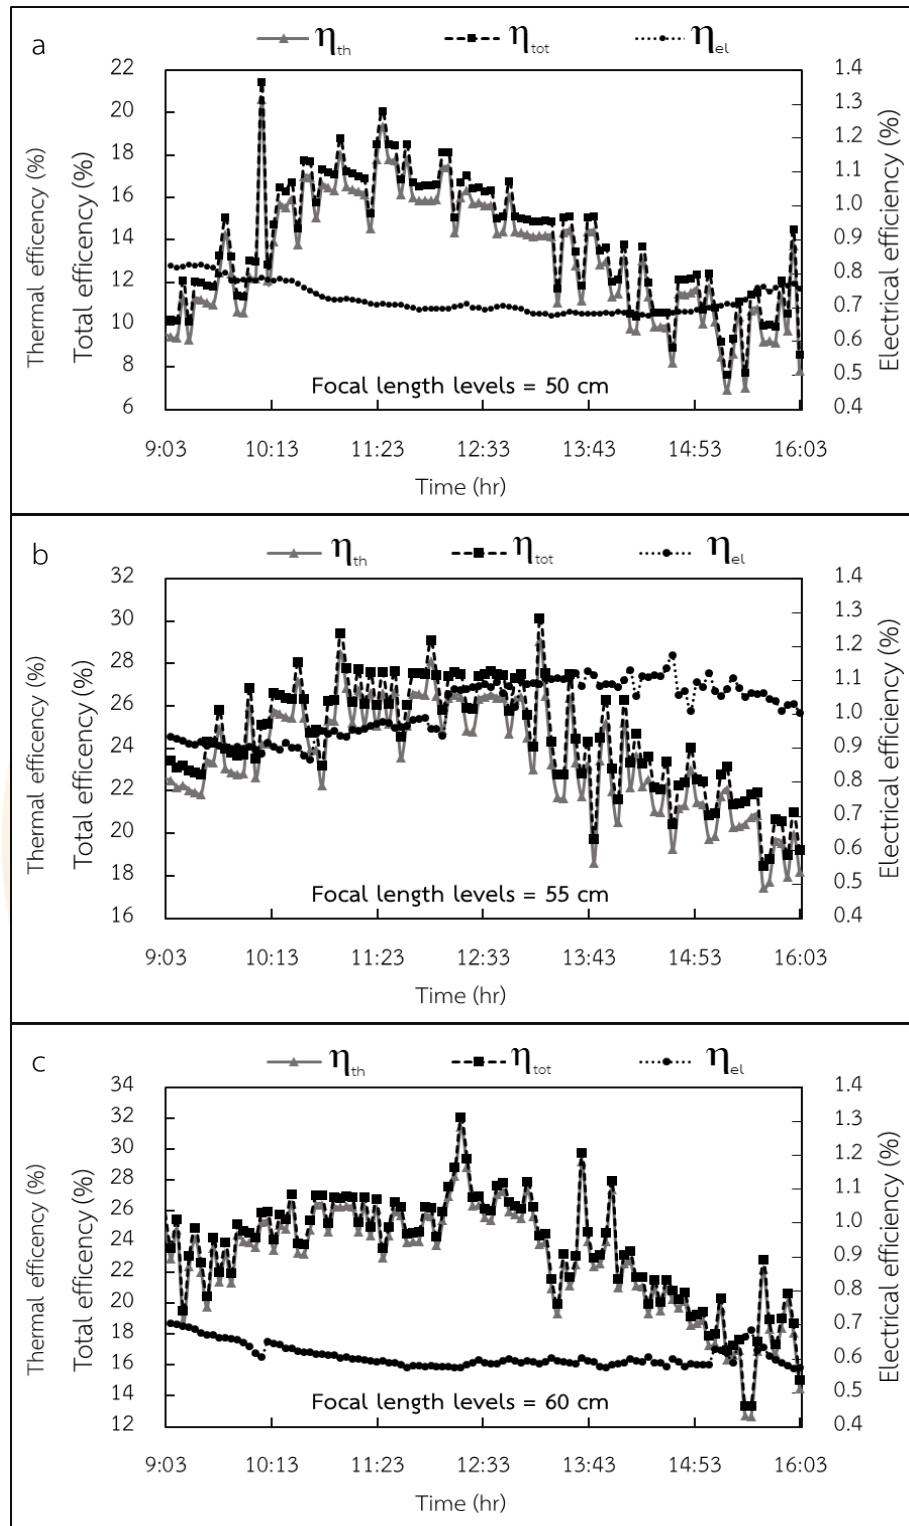 a
η th η tot η el
22 1.4
1.3
20 1.2
18 1.1
16 1.0
14 0.9
12 0.8
0.7
10 0.6
8 0.5
6 0.4
Thermal efficency (%)
Total efficency (%)
Electrical efficiency (%)
Focal length levels = 50 cm
9:03 10:13 11:23 12:33 13:43 14:53 16:03
Time (hr)
b
η th η tot η el
32 1.4
30 1.3
28 1.2
1.1
26 1.0
24 0.9
22 0.8
20 0.7
0.6
18 0.5
16 0.4
Thermal efficency (%)
Total efficency (%)
Electrical efficiency (%)
Focal length levels = 55 cm
9:03 10:13 11:23 12:33 13:43 14:53 16:03
Time (hr)
c
η th η tot η el
34 1.4
32 1.3
30 1.2
28 1.1
26 1.0
24 0.9
22 0.8
20 0.7
18 0.6
16 0.5
14
12 0.4
Thermal efficency (%)
Total efficency (%)
Electrical efficiency (%)
Focal length levels = 60 cm
9:03 10:13 11:23 12:33 13:43 14:53 16:03
Time (hr)